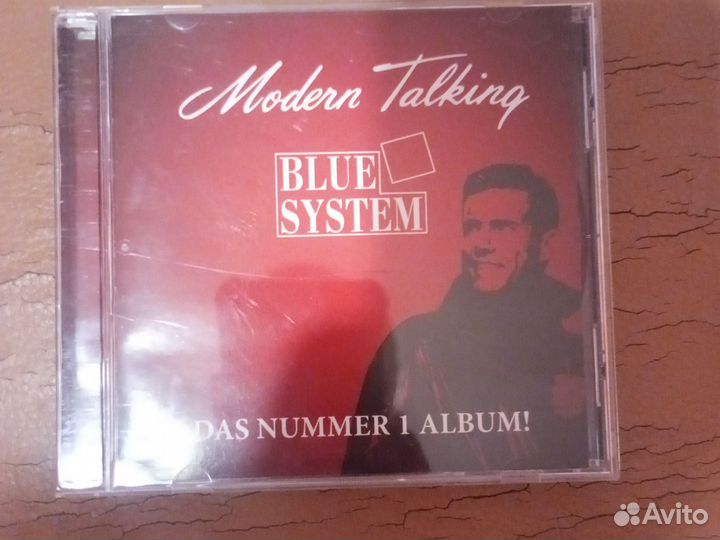 Modern Talking
BLUE
SYSTEM
DAS NUMMER 1 ALBUM!
Avito